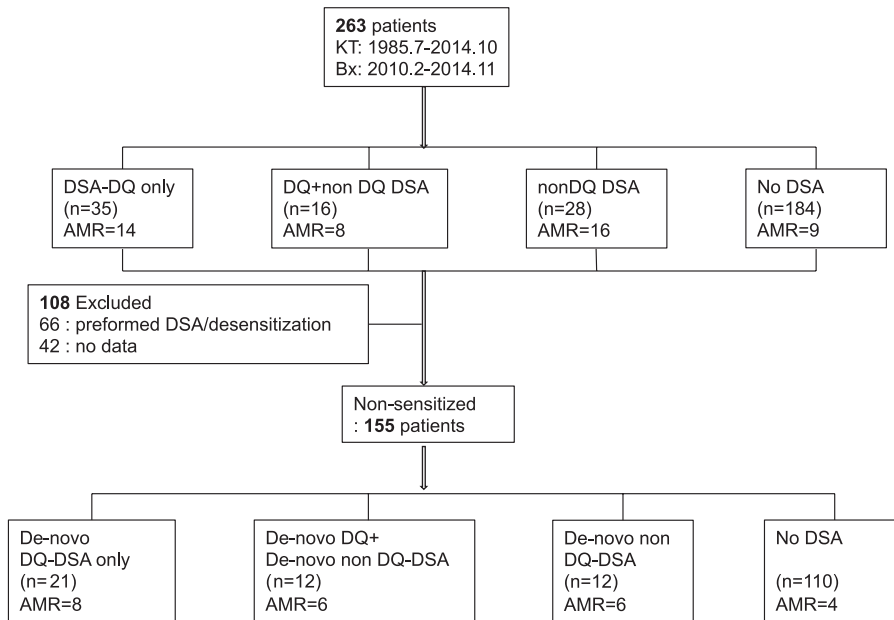 263 patients
KT: 1985.7-2014.10
Bx: 2010.2-2014.11
DSA-DQ only
(n=35)
AMR=14
DQ+non DQ DSA
(n=16)
AMR=8
nonDQ DSA
(n=28)
AMR=16
No DSA
(n=184)
AMR=9
108 Excluded
66 : preformed DSA/desensitization
42 : no data
Non-sensitized
: 155 patients
De-novo
DQ-DSA only
(n=21)
AMR=8
De-novo DQ+
De-novo non DQ-DSA
(n=12)
AMR=6
De-novo non
DQ-DSA
(n=12)
AMR=6
No DSA
(n=110)
AMR=4